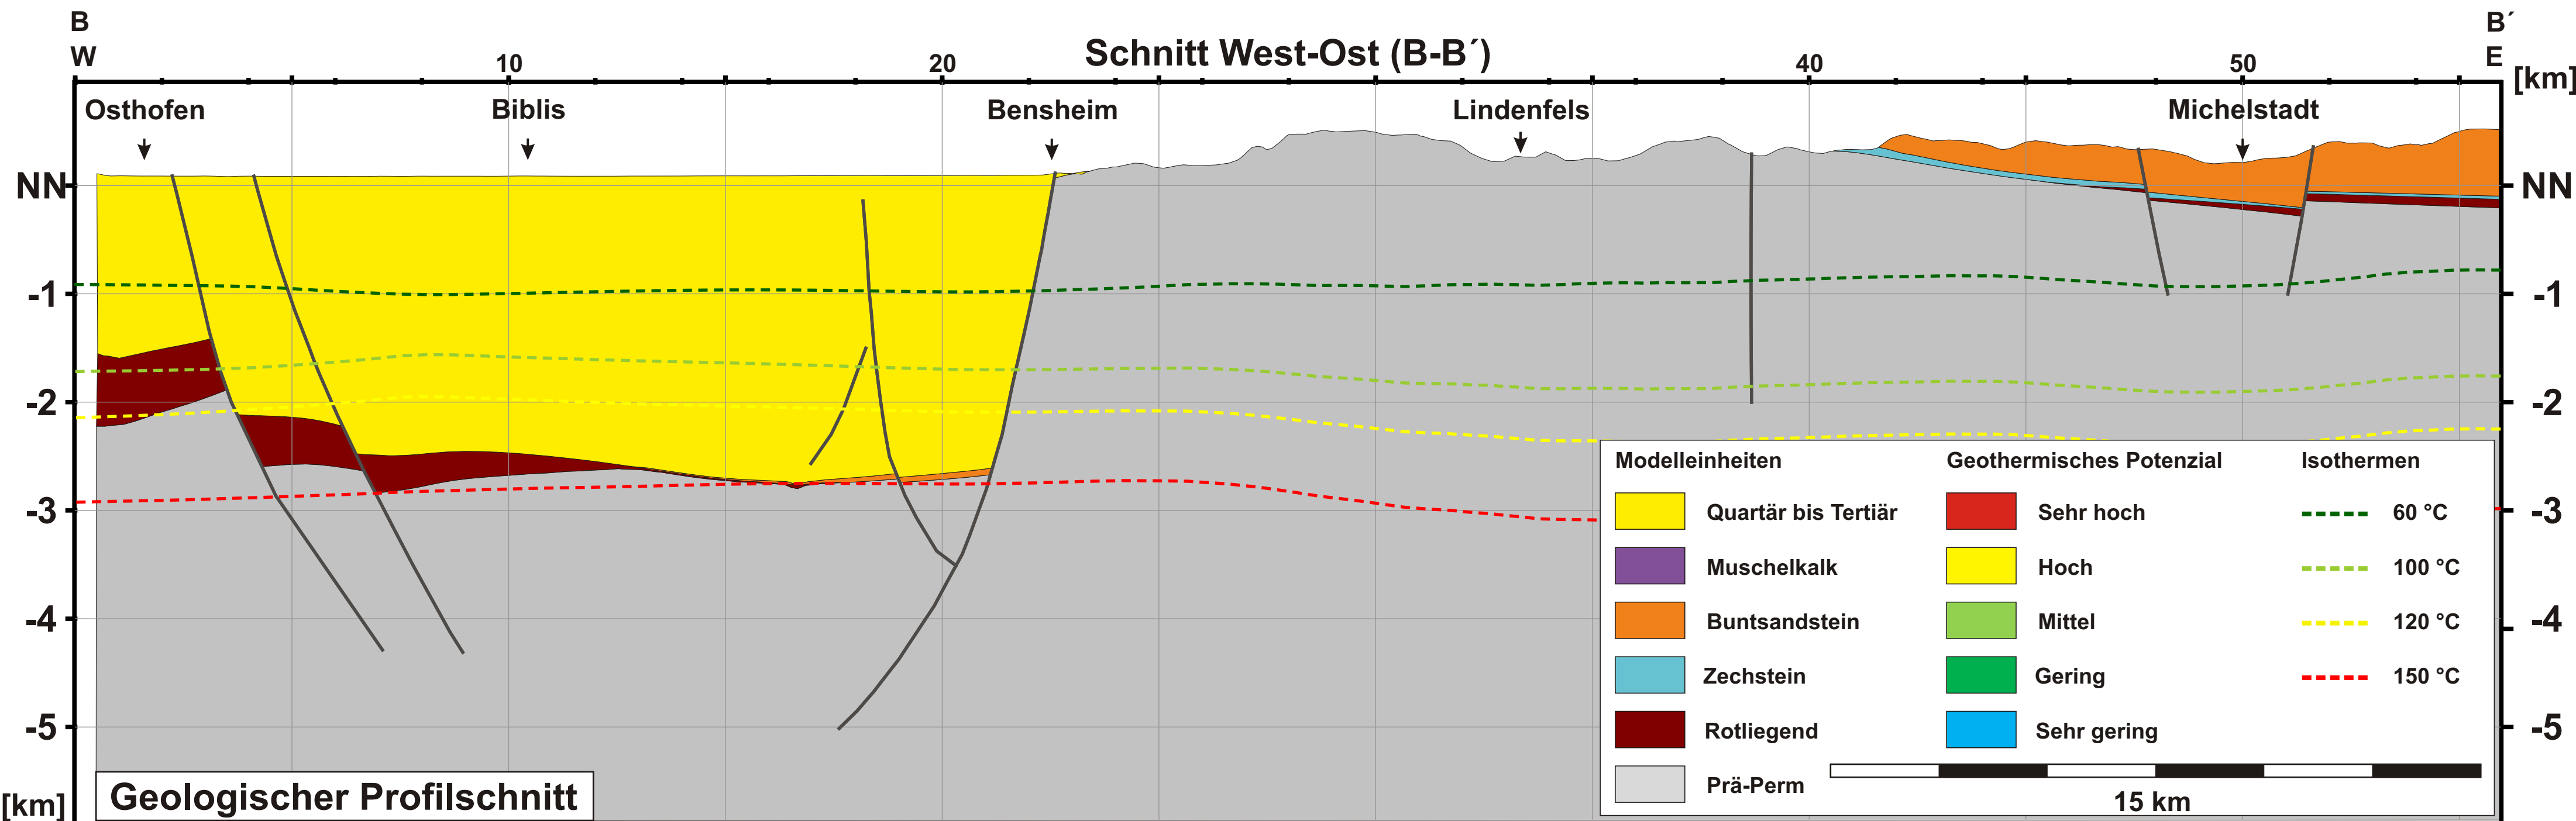 B B´
W Schnitt West-Ost (B-B´) E
10 20 40 50 [km]
Osthofen Biblis Bensheim Lindenfels Michelstadt
NN NN
-1 -1
-2 -2
-3 -3
-4 -4
-5 -5
[km]
Geologischer Profilschnitt
Modelleinheiten
Quartär bis Tertiär
Muschelkalk
Buntsandstein
Zechstein
Rotliegend
Prä-Perm
Geothermisches Potenzial
Sehr hoch
Hoch
Mittel
Gering
Sehr gering
Isothermen
60 °C
100 °C
120 °C
150 °C
15 km